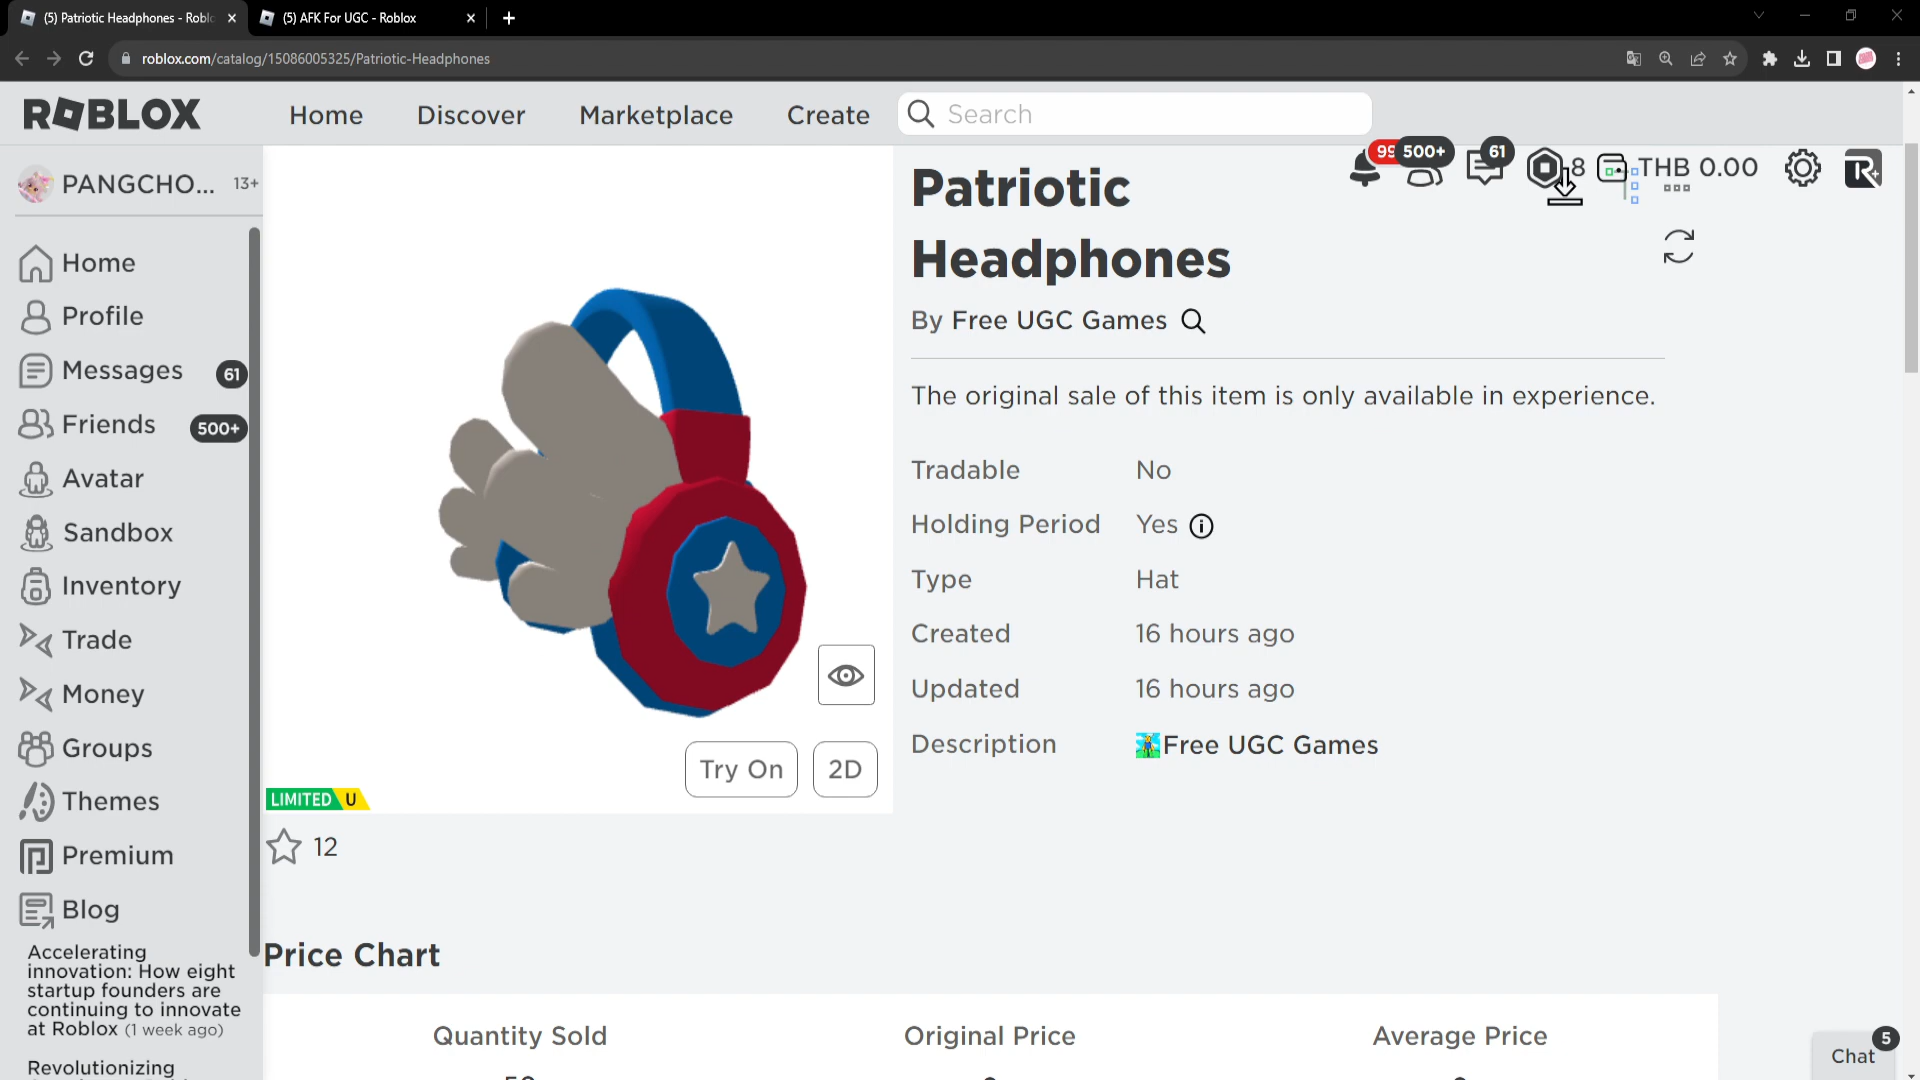 (5) Patriotic Headphones - Roblo
(5) AFK For UGC - Roblox
roblox.com/catalog/15086005325/Patriotic-Headphones
ROBLOX
Home
Discover
Marketplace
Create
Search
99
500+
61
8
THB 0.00
R+
PANGCHO...
13+
Home
Profile
Messages
61
Friends
500+
Avatar
Sandbox
Inventory
Trade
Money
Groups
Themes
Premium
Blog
Accelerating
innovation: How eight
startup founders are
continuing to innovate
at Roblox (1 week ago)
Revolutionizing
LIMITED U
Try On
2D
12
Patriotic
Headphones
By Free UGC Games
The original sale of this item is only available in experience.
Tradable No
Holding Period Yes
Type Hat
Created 16 hours ago
Updated 16 hours ago
Description Free UGC Games
Price Chart
Quantity Sold
Original Price
Average Price
Chat
5